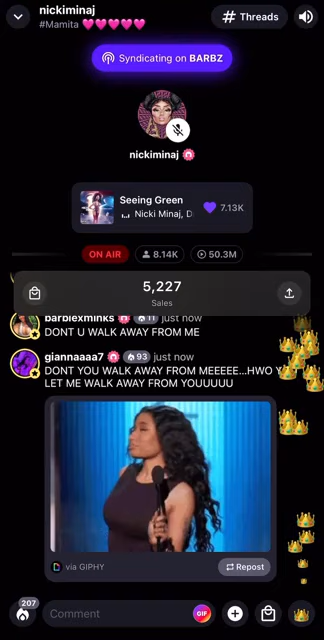 nickiminaj
#Mamita 💖💖💖💖💖
# Threads
Syndicating on BARBZ
nickiminaj
Seeing Green
Nicki Minaj, D
7.13K
ON AIR
8.14K
50.3M
5,227
Sales
barbiexminks 11 just now
DONT U WALK AWAY FROM ME
giannaaaa7 93 just now
DONT YOU WALK AWAY FROM MEEEEE...HWO Y
LET ME WALK AWAY FROM YOUUUUU
via GIPHY
Repost
207
Comment
GIF